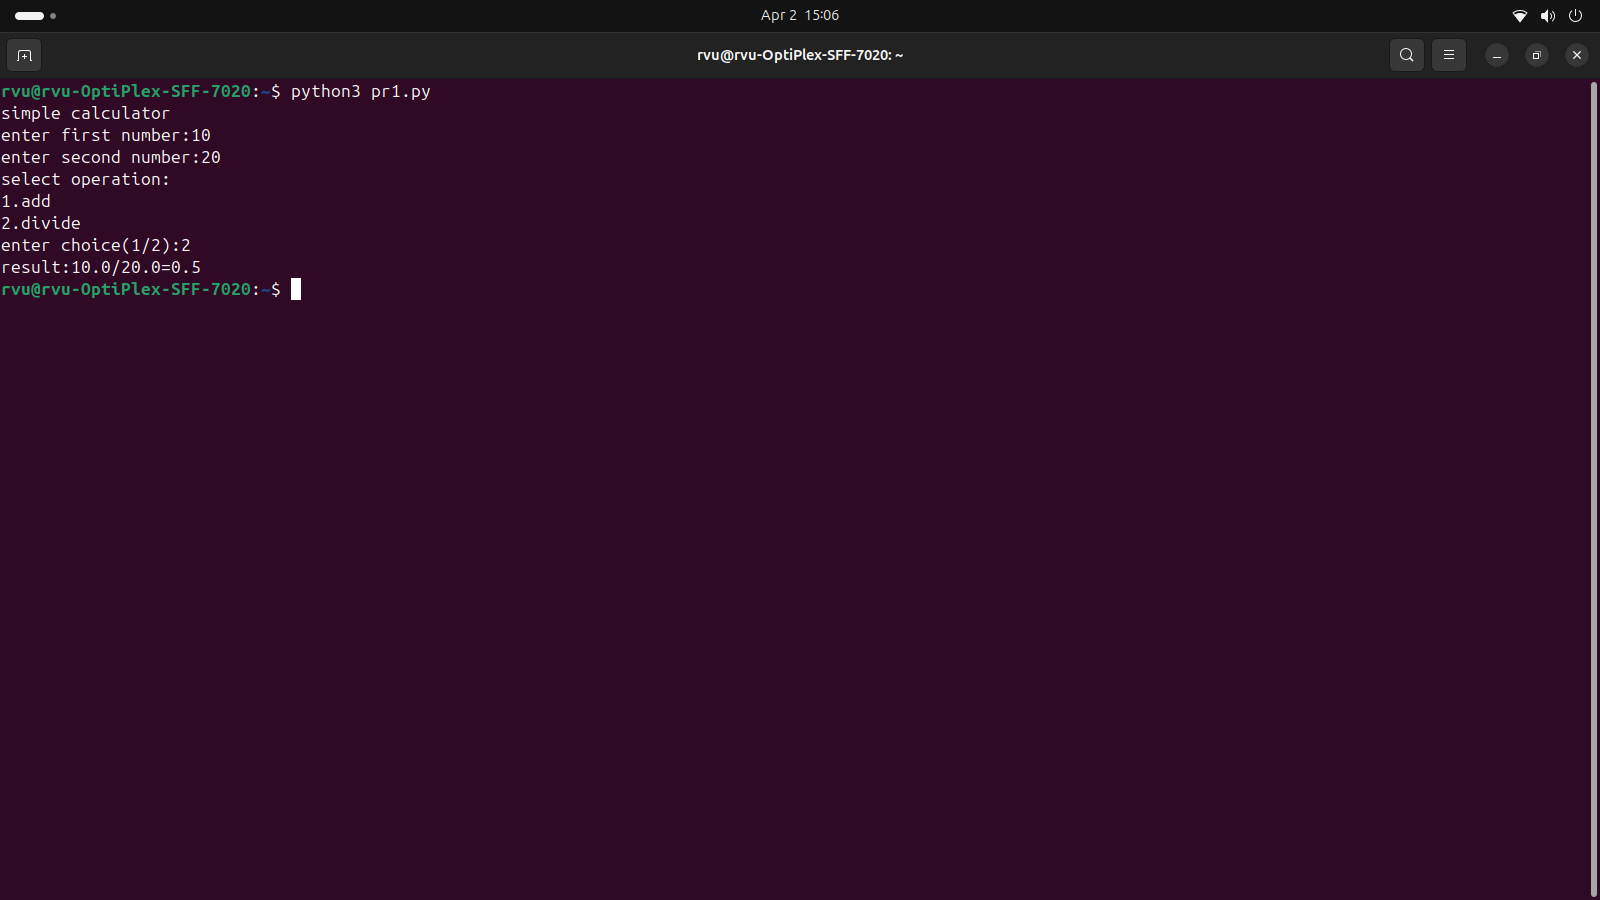 Apr 2 15:06
rvu@rvu-OptiPlex-SFF-7020: ~
rvu@rvu-OptiPlex-SFF-7020:~$ python3 pr1.py
simple calculator
enter first number:10
enter second number:20
select operation:
1.add
2.divide
enter choice(1/2):2
result:10.0/20.0=0.5
rvu@rvu-OptiPlex-SFF-7020:~$